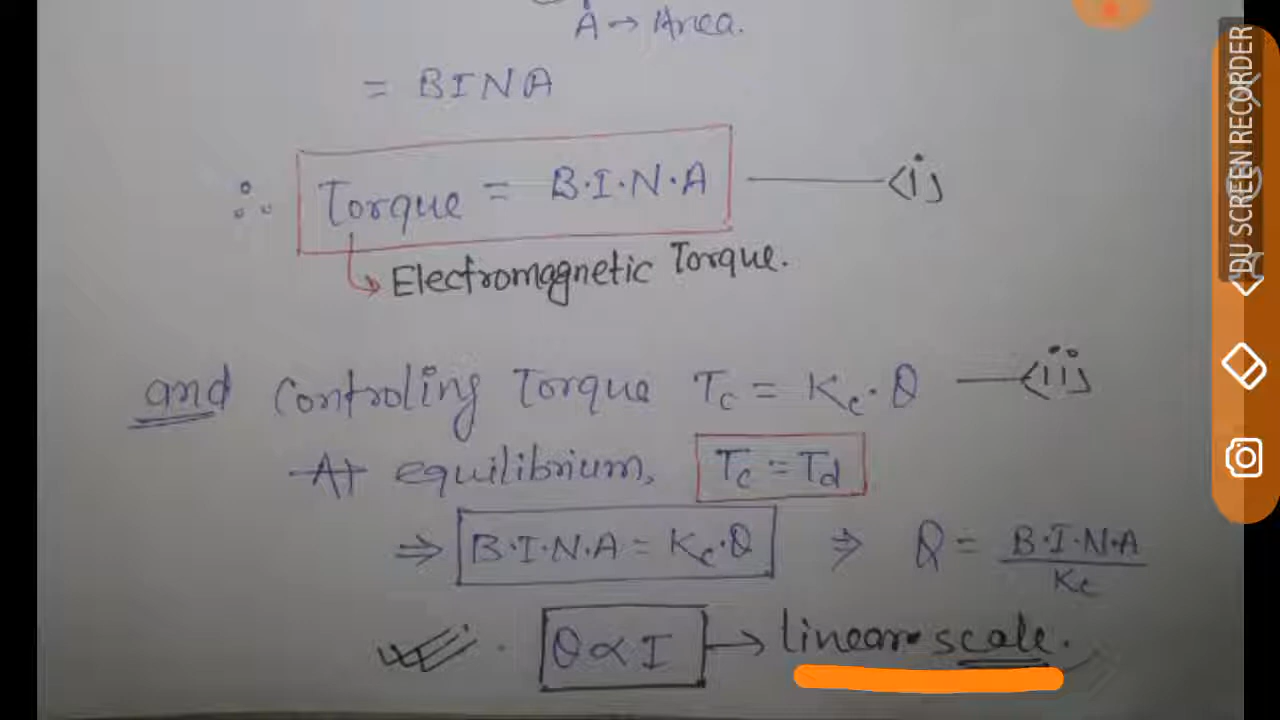 A → Area.
= BINA
∴ Torque = B.I.N.A —— (i)
↳ Electromagnetic Torque.
and Controling Torque Tc = Kc.θ — (ii)
At equilibrium, Tc = Td
⇒ B.I.N.A = Kc.θ ⇒ θ = B.I.N.A / Kc
θ ∝ I → linear scale.
DU SCREEN RECORDER